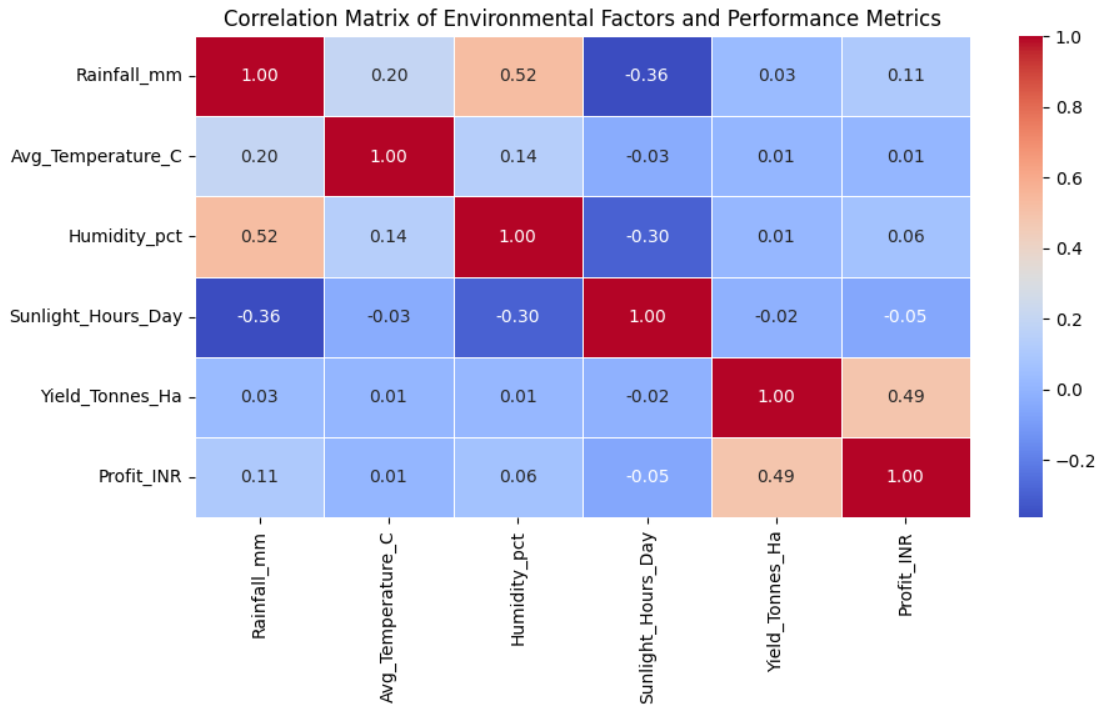 Correlation Matrix of Environmental Factors and Performance Metrics
Rainfall_mm 1.00 0.20 0.52 -0.36 0.03 0.11
Avg_Temperature_C 0.20 1.00 0.14 -0.03 0.01 0.01
Humidity_pct 0.52 0.14 1.00 -0.30 0.01 0.06
Sunlight_Hours_Day -0.36 -0.03 -0.30 1.00 -0.02 -0.05
Yield_Tonnes_Ha 0.03 0.01 0.01 -0.02 1.00 0.49
Profit_INR 0.11 0.01 0.06 -0.05 0.49 1.00
Rainfall_mm
Avg_Temperature_C
Humidity_pct
Sunlight_Hours_Day
Yield_Tonnes_Ha
Profit_INR
1.0
0.8
0.6
0.4
0.2
0.0
−0.2